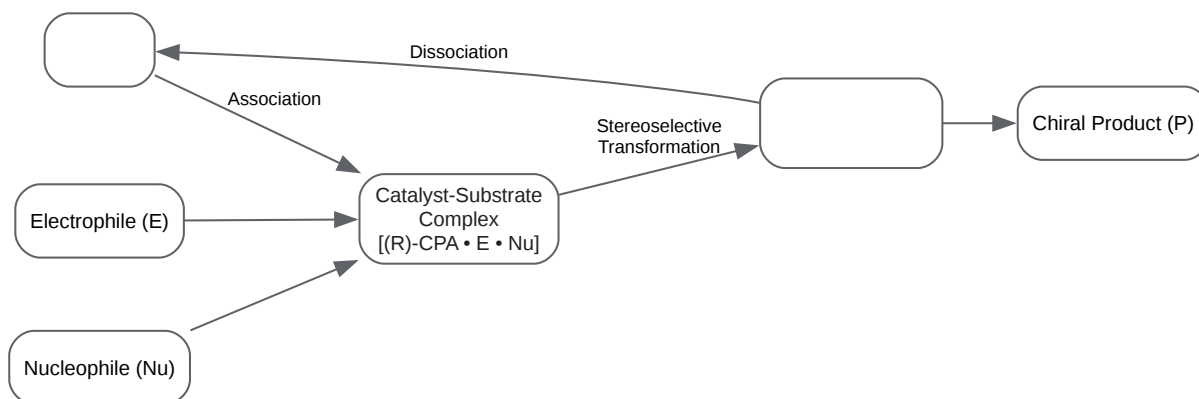 Dissociation
Association
Stereoselective
Transformation
Chiral Product (P)
Catalyst-Substrate
Complex
[(R)-CPA • E • Nu]
Electrophile (E)
Nucleophile (Nu)